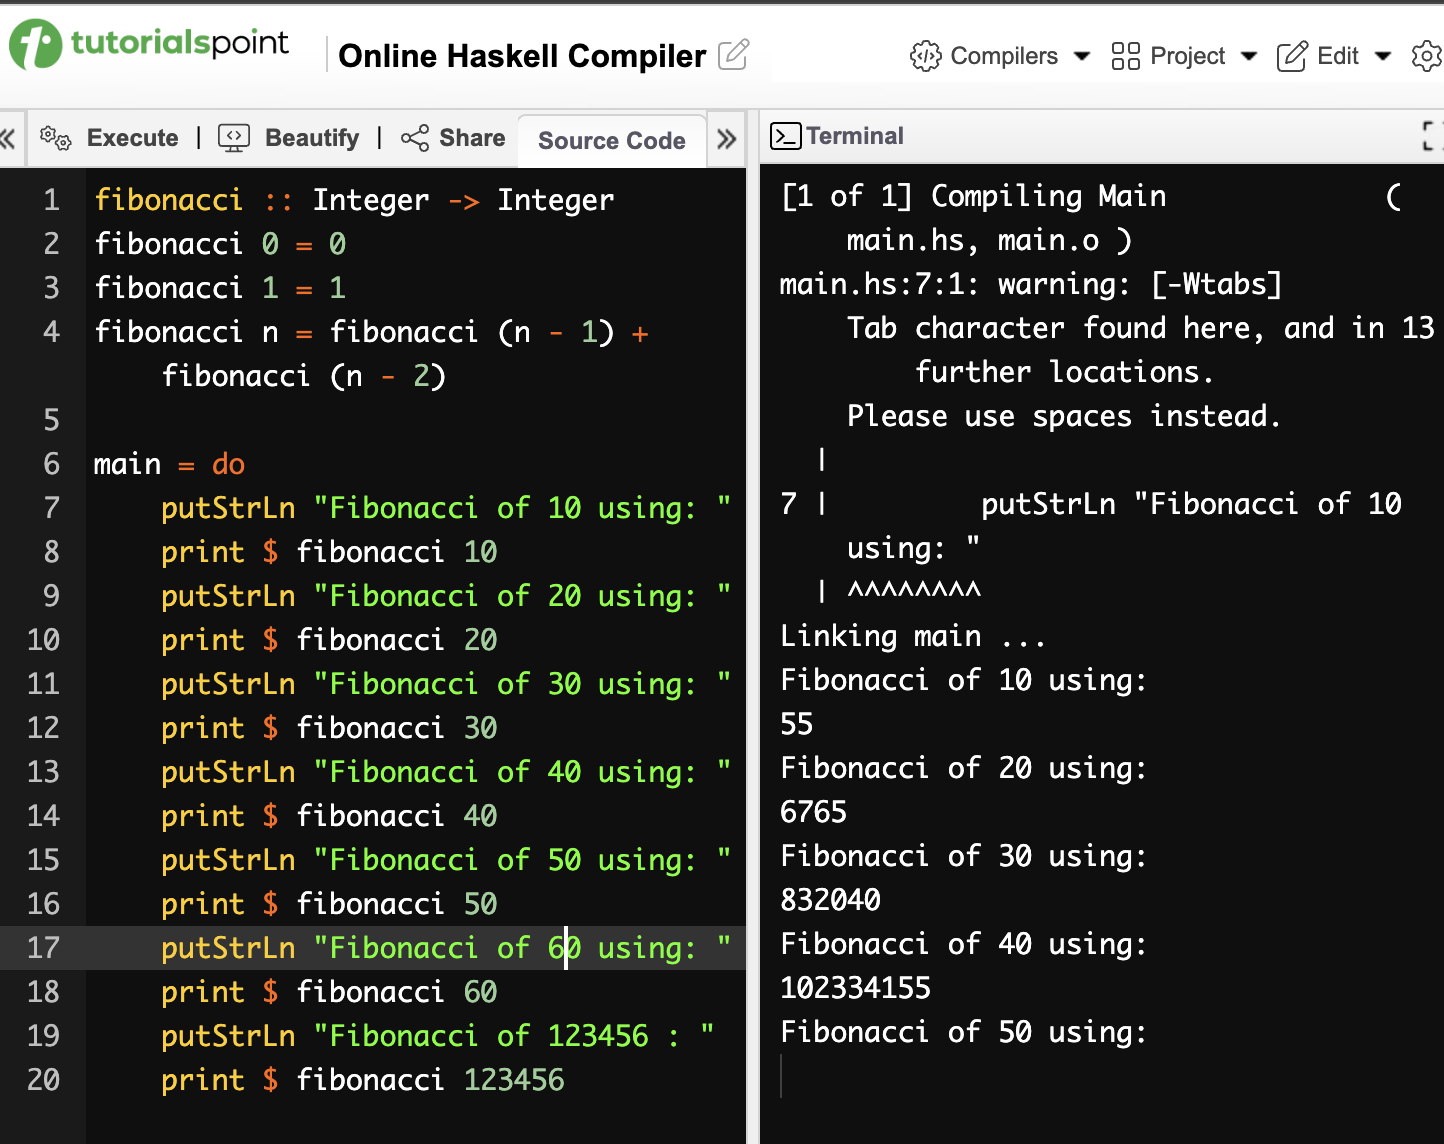 tutorialspoint
Online Haskell Compiler
Compilers
Project
Edit
Execute | Beautify | Share
Source Code
Terminal
1 fibonacci :: Integer -> Integer
2 fibonacci 0 = 0
3 fibonacci 1 = 1
4 fibonacci n = fibonacci (n - 1) +
fibonacci (n - 2)
5
6 main = do
7 putStrLn "Fibonacci of 10 using: "
8 print $ fibonacci 10
9 putStrLn "Fibonacci of 20 using: "
10 print $ fibonacci 20
11 putStrLn "Fibonacci of 30 using: "
12 print $ fibonacci 30
13 putStrLn "Fibonacci of 40 using: "
14 print $ fibonacci 40
15 putStrLn "Fibonacci of 50 using: "
16 print $ fibonacci 50
17 putStrLn "Fibonacci of 60 using: "
18 print $ fibonacci 60
19 putStrLn "Fibonacci of 123456 : "
20 print $ fibonacci 123456
[1 of 1] Compiling Main (
main.hs, main.o )
main.hs:7:1: warning: [-Wtabs]
Tab character found here, and in 13
further locations.
Please use spaces instead.
|
7 | putStrLn "Fibonacci of 10
using: "
| ^^^^^^^^
Linking main ...
Fibonacci of 10 using:
55
Fibonacci of 20 using:
6765
Fibonacci of 30 using:
832040
Fibonacci of 40 using:
102334155
Fibonacci of 50 using: